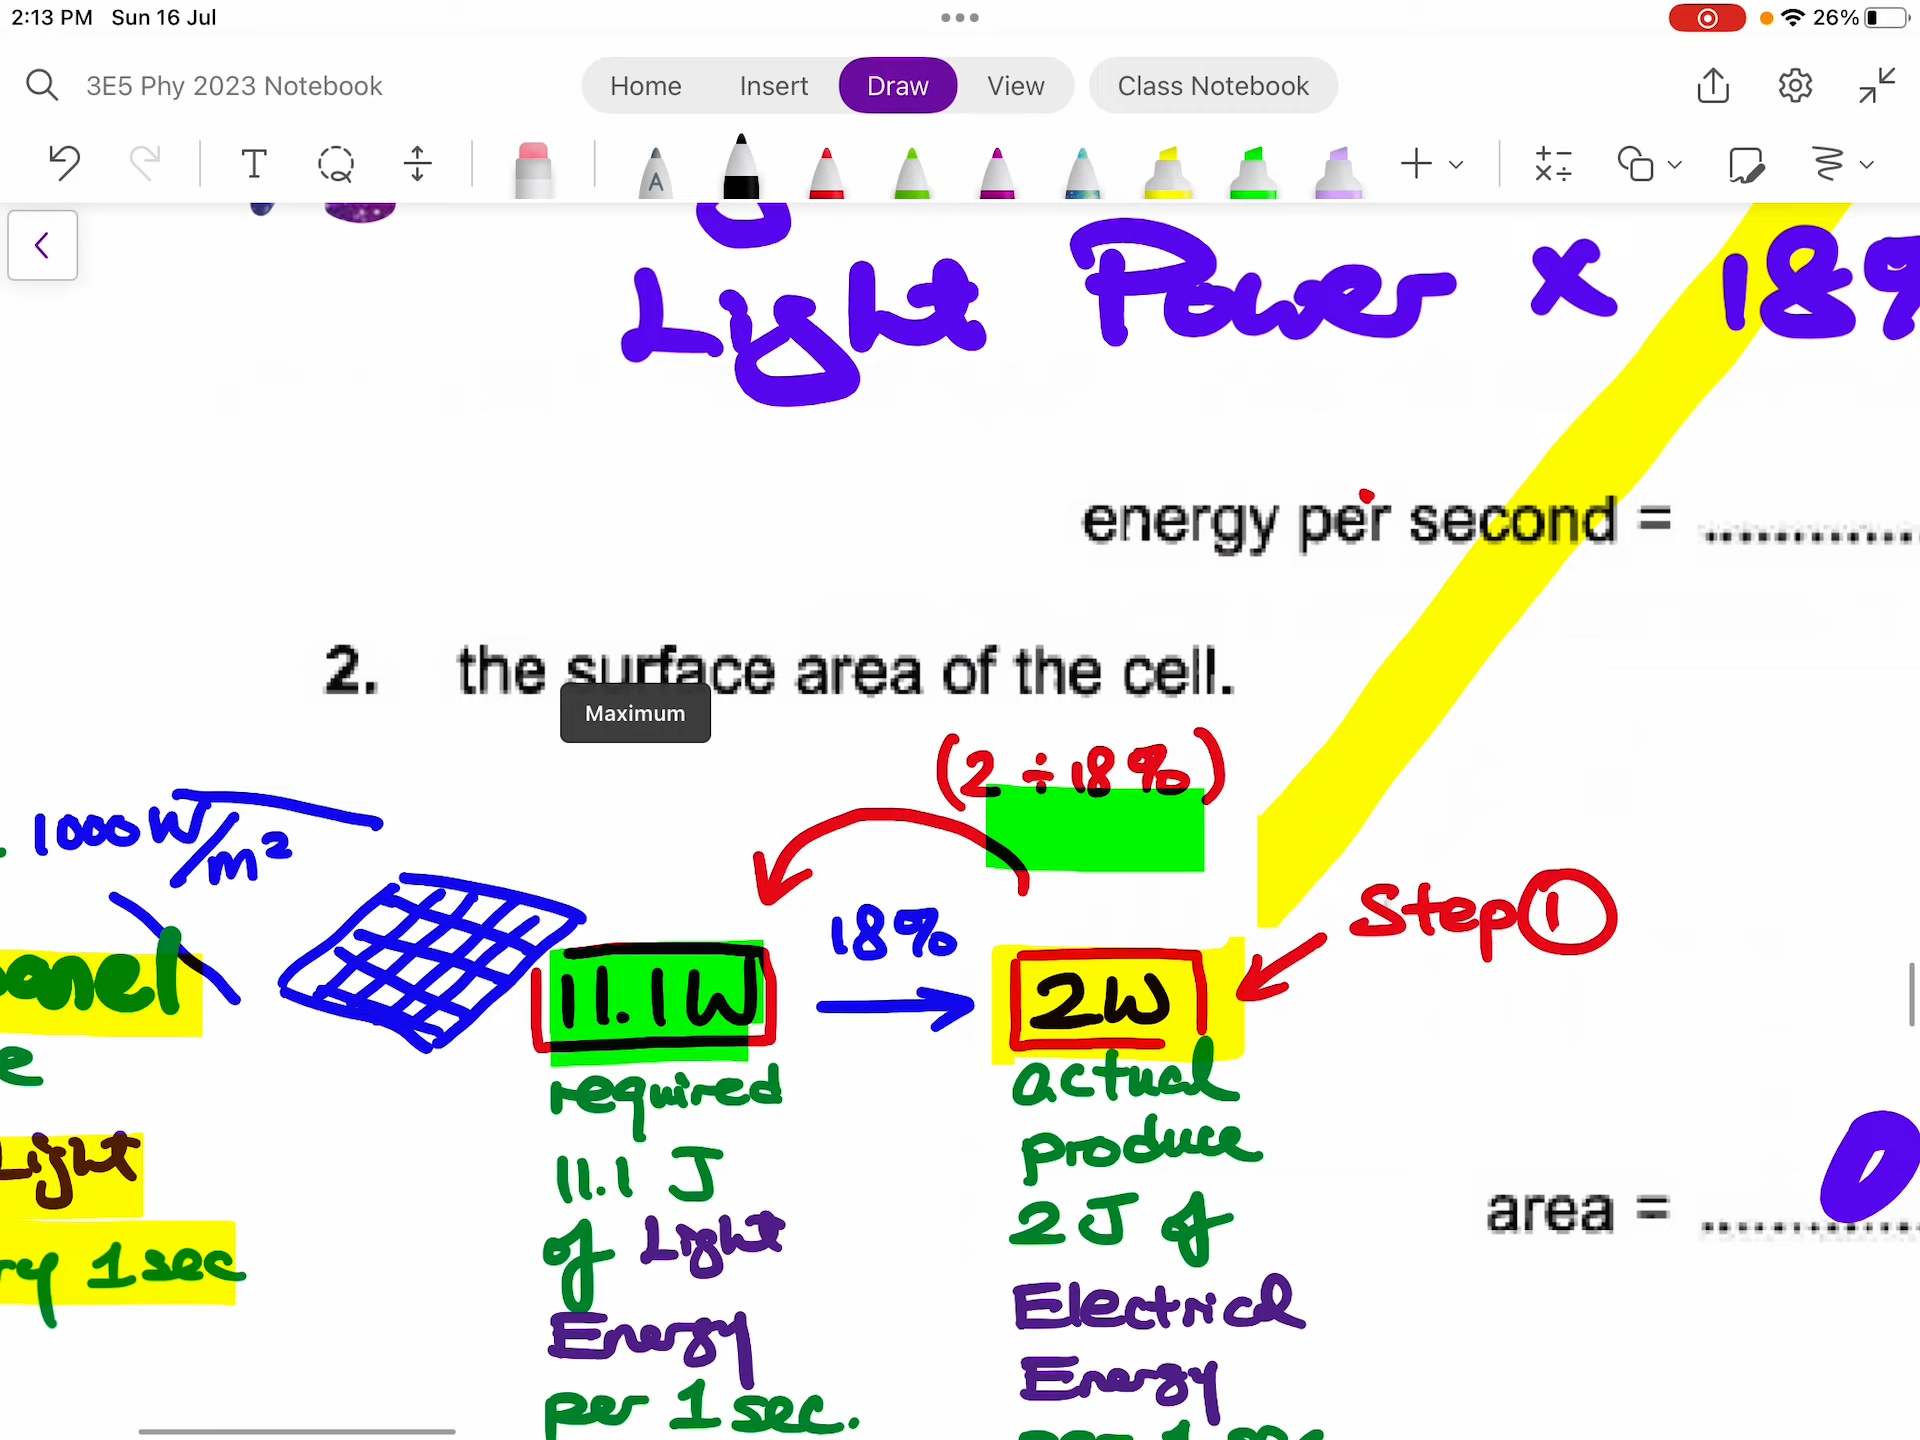 2:13 PM Sun 16 Jul
26%
3E5 Phy 2023 Notebook
Home Insert Draw View Class Notebook
T
A
Light Power x 18%
energy per second = ............
2. the surface area of the cell.
Maximum
(2 ÷ 18%)
1000 W/m²
Step ①
18%
panel
11.1W
2W
e
required
actual
11.1 J
produce
Light
of Light
2J of
ry 1sec
Energy
Electrical
area = ............
per 1 sec.
Energy